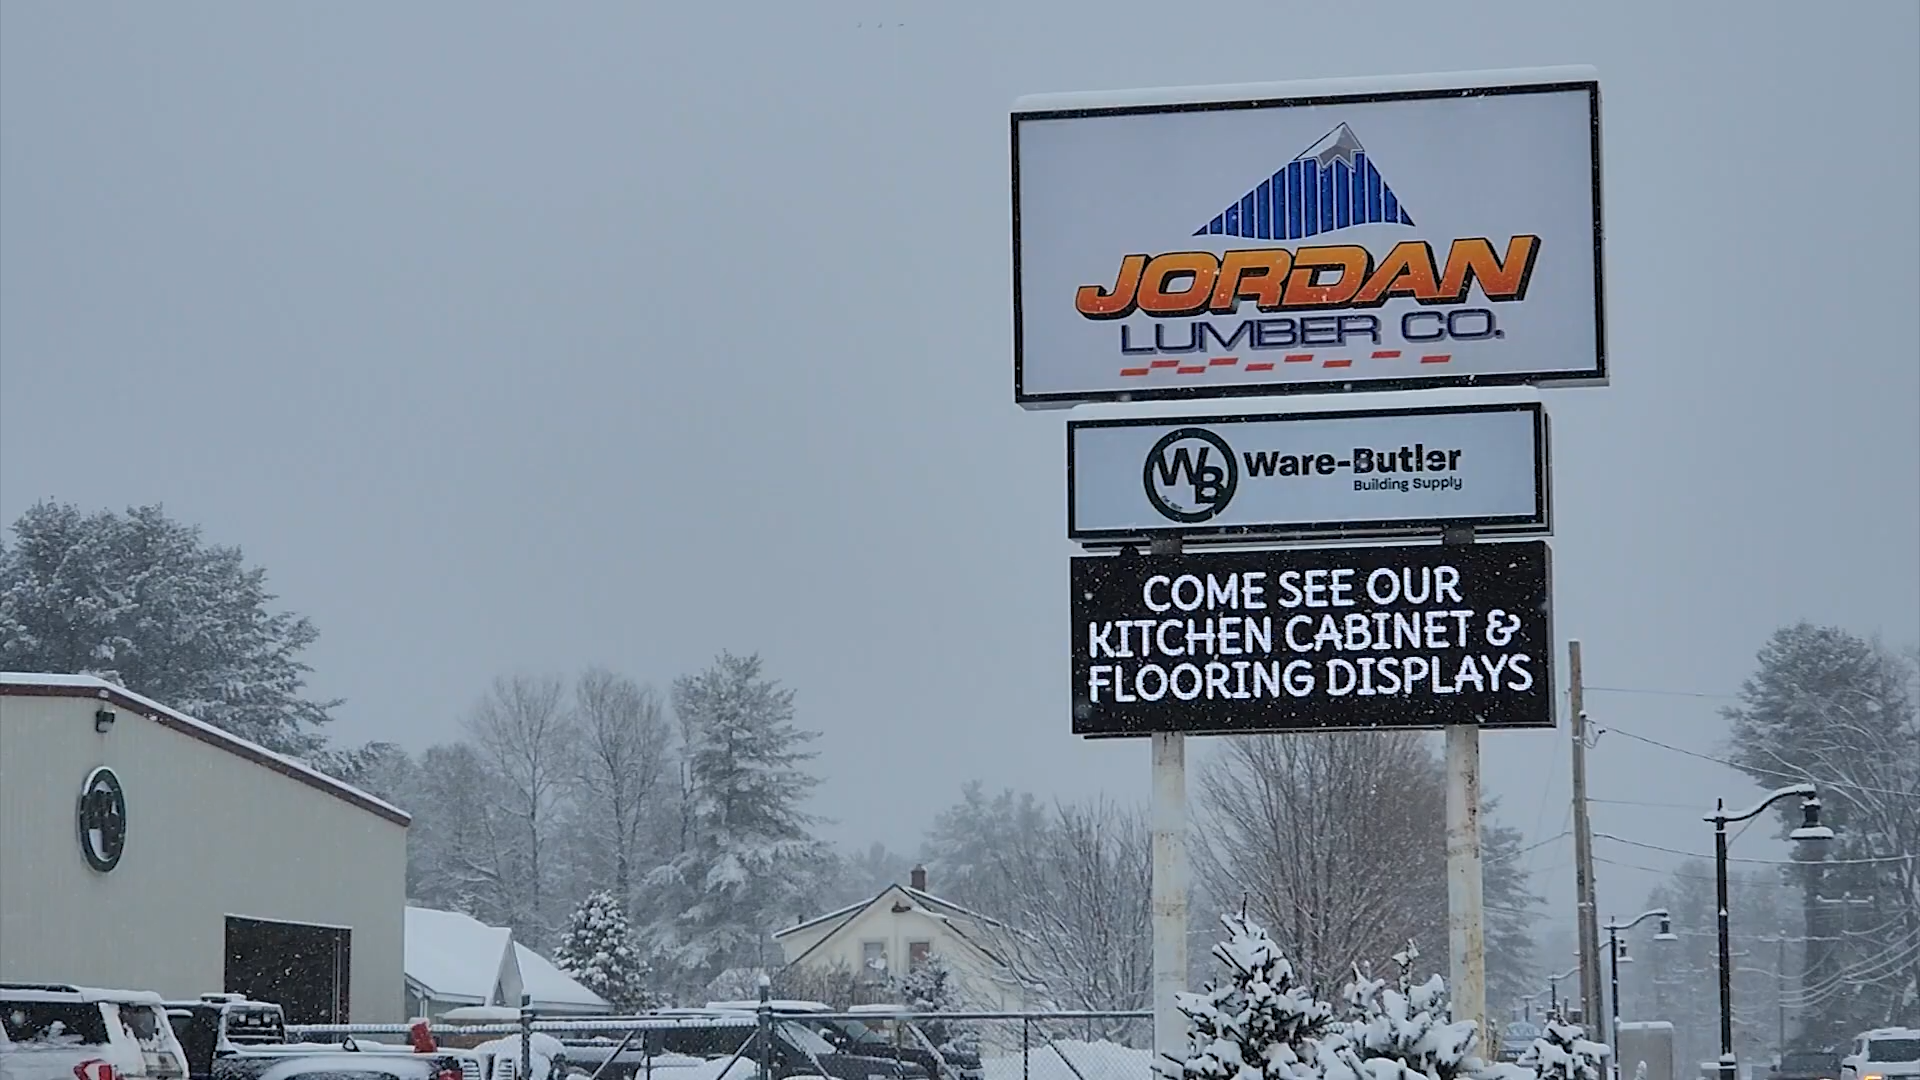 JORDAN
LUMBER CO.
WB
Ware-Butler
Building Supply
COME SEE OUR
KITCHEN CABINET &
FLOORING DISPLAYS